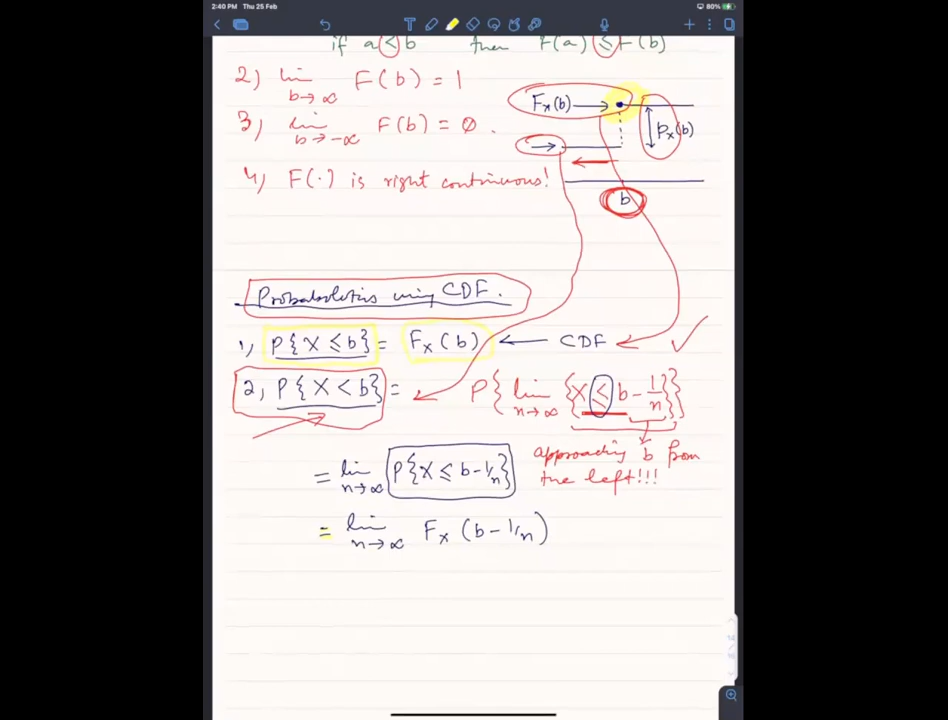 2:40 PM Thu 25 Feb
80%
if a < b then F(a) ≤ F(b)
2) lim b→∞ F(b) = 1
3) lim b→-∞ F(b) = 0.
4) F(·) is right continuous!
Fx(b)
px(b)
b
Probabilities using CDF.
1) P{X ≤ b} = Fx(b) ← CDF
2) P{X < b} = P{ lim n→∞ {X ≤ b - 1/n} }
approaching b from
the left!!!
= lim n→∞ P{X ≤ b - 1/n}
= lim n→∞ Fx (b - 1/n)